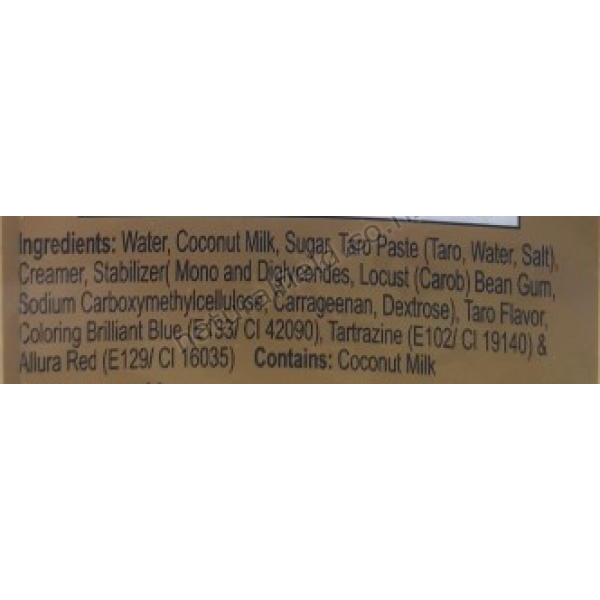 Ingredients: Water, Coconut Milk, Sugar, Taro Paste (Taro, Water, Salt),
Creamer, Stabilizer( Mono and Diglycendes, Locust (Carob) Bean Gum,
Sodium Carboxymethylcellulose, Carrageenan, Dextrose), Taro Flavor,
Coloring Brilliant Blue (E133/ CI 42090), Tartrazine (E102/ CI 19140) &
Allura Red (E129/ CI 16035) Contains: Coconut Milk